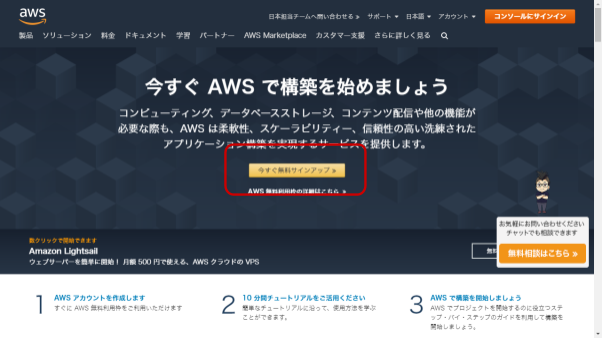 aws
日本担当チームへ問い合わせる サポート 日本語 アカウント コンソールにサインイン
製品 ソリューション 料金 ドキュメント 学習 パートナー AWS Marketplace カスタマー支援 さらに詳しく見る
今すぐ AWS で構築を始めましょう
コンピューティング、データベースストレージ、コンテンツ配信や他の機能が
必要な際も、AWS は柔軟性、スケーラビリティー、信頼性の高い洗練された
アプリケーション構築を実現するサービスを提供します。
今すぐ無料サインアップ »
AWS 無料利用枠の詳細はこちら »
お気軽にお問い合わせください
チャットでも相談できます
無料相談はこちら
数クリックで開始できます
Amazon Lightsail
ウェブサーバーを簡単に開始！ 月額 500 円で使える、AWS クラウドの VPS
1 AWS アカウントを作成します
すぐに AWS 無料利用枠をご利用いただけます
2 10 分間チュートリアルをご活用ください
簡単なチュートリアルに沿って、使用方法を学ぶ
ことができます。
3 AWS で構築を開始しましょう
AWS でプロジェクトを開始するのに役立つステッ
プ・バイ・ステップのガイドを利用して構築を
開始しましょう。